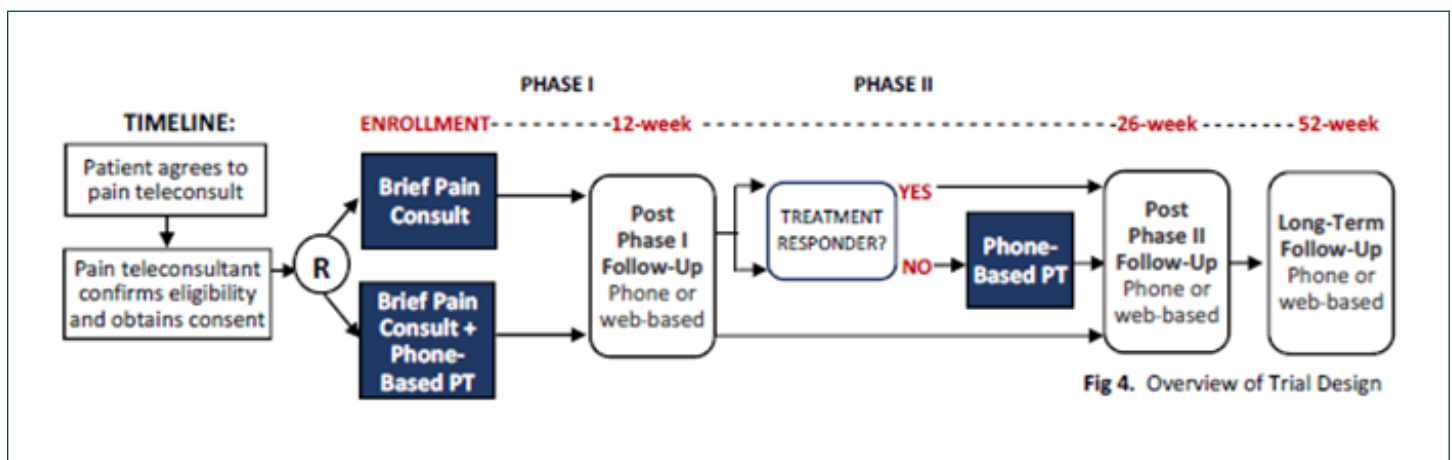 PHASE I
PHASE II
TIMELINE:
ENROLLMENT
12-week
26-week
52-week
Patient agrees to
pain teleconsult
Pain teleconsultant
confirms eligibility
and obtains consent
R
Brief Pain
Consult
Brief Pain
Consult +
Phone-
Based PT
Post
Phase I
Follow-Up
Phone or
web-based
TREATMENT
RESPONDER?
YES
NO
Phone-
Based PT
Post
Phase II
Follow-Up
Phone or
web-based
Long-Term
Follow-Up
Phone or
web-based
Fig 4. Overview of Trial Design